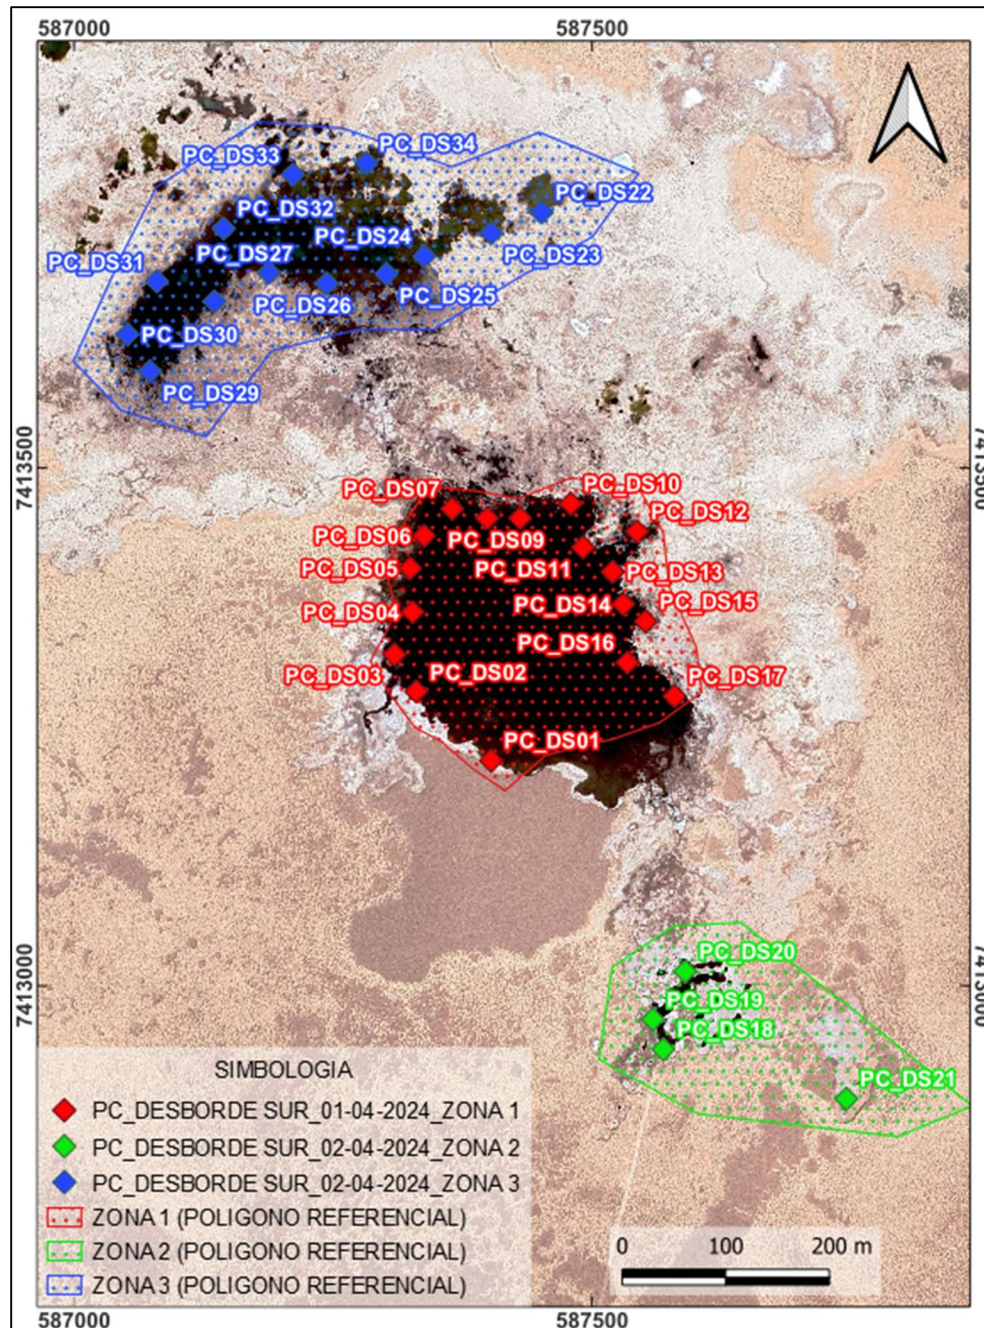 587000
587500
PC_DS34
PC_DS33
PC_DS22
PC_DS32
PC_DS24
PC_DS27
PC_DS23
PC_DS31
PC_DS25
PC_DS26
PC_DS30
PC_DS29
7413500
7413500
PC_DS10
PC_DS07
PC_DS12
PC_DS06
PC_DS09
PC_DS05
PC_DS11
PC_DS13
PC_DS14
PC_DS15
PC_DS04
PC_DS16
PC_DS02
PC_DS03
PC_DS17
PC_DS01
PC_DS20
7413000
7413000
PC_DS19
PC_DS18
PC_DS21
SIMBOLOGIA
PC_DESBORDE SUR_01-04-2024_ZONA 1
PC_DESBORDE SUR_02-04-2024_ZONA 2
PC_DESBORDE SUR_02-04-2024_ZONA 3
ZONA 1 (POLIGONO REFERENCIAL)
ZONA 2 (POLIGONO REFERENCIAL)
ZONA 3 (POLIGONO REFERENCIAL)
0 100 200 m
587000
587500